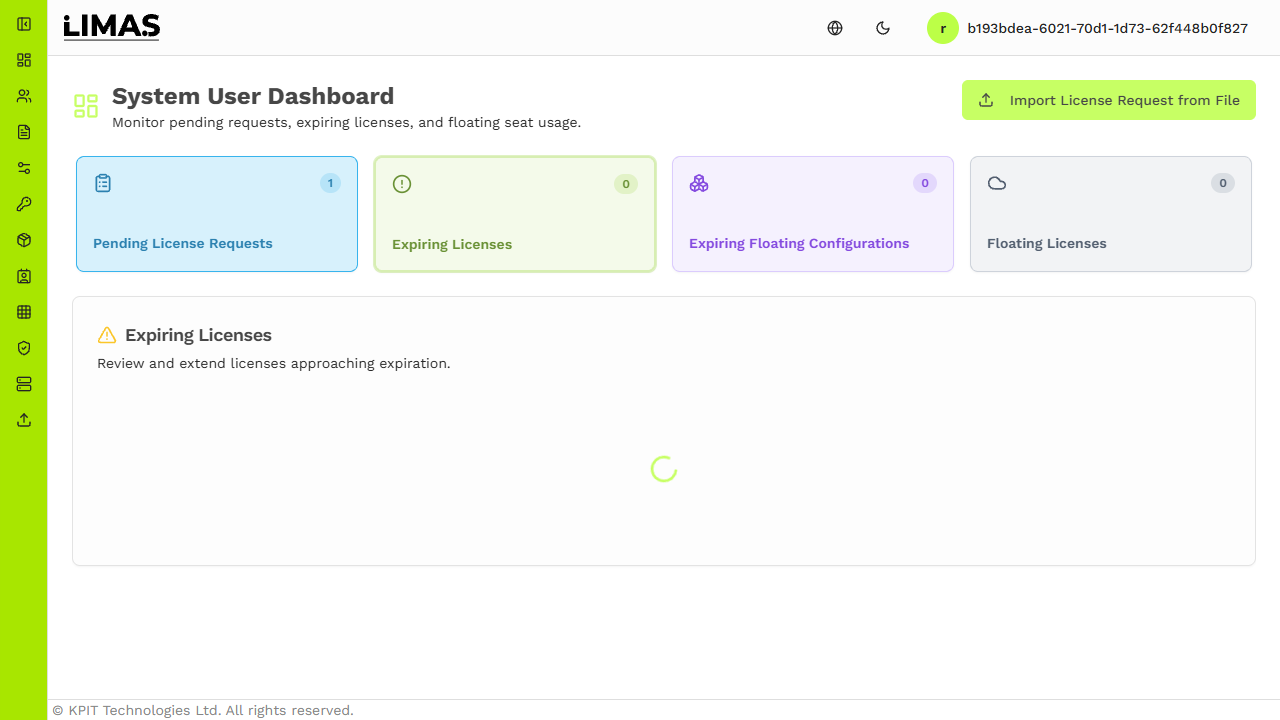 LIMAS
r
b193bdea-6021-70d1-1d73-62f448b0f827
System User Dashboard
Monitor pending requests, expiring licenses, and floating seat usage.
Import License Request from File
1
Pending License Requests
0
Expiring Licenses
0
Expiring Floating Configurations
0
Floating Licenses
Expiring Licenses
Review and extend licenses approaching expiration.
© KPIT Technologies Ltd. All rights reserved.